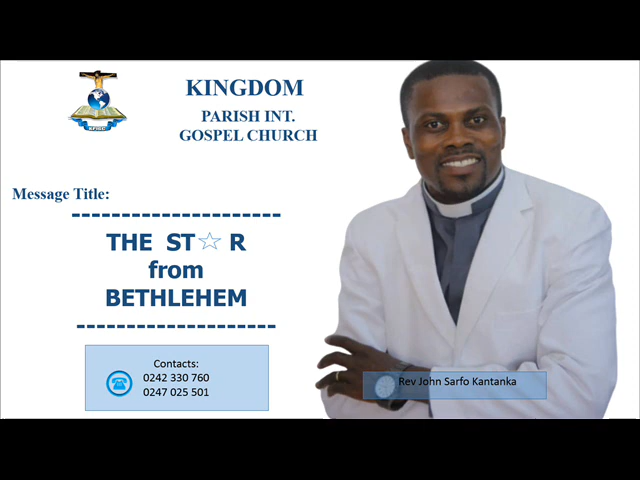 KINGDOM
PARISH INT.
GOSPEL CHURCH
Message Title:
THE ST☆R
from
BETHLEHEM
Contacts:
0242 330 760
0247 025 501
Rev John Sarfo Kantanka